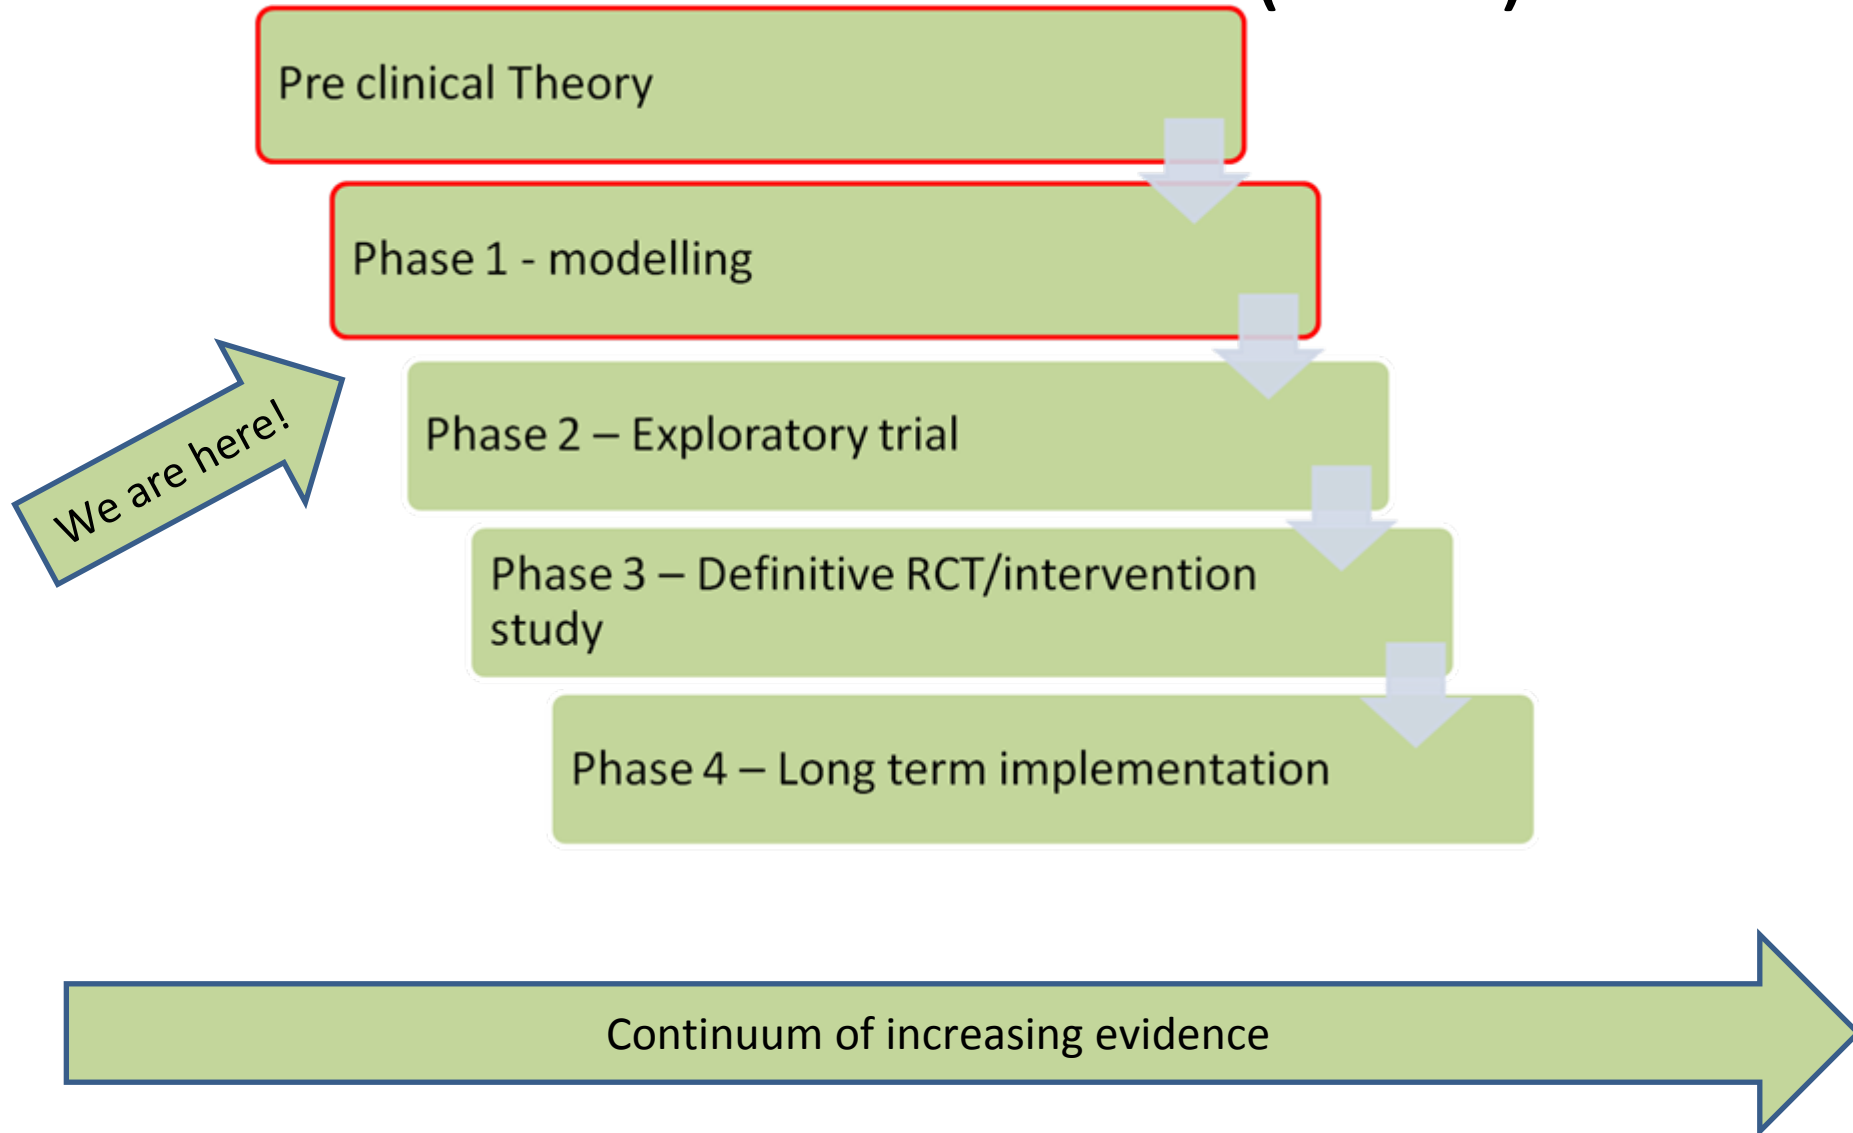 Pre clinical Theory
Phase 1 - modelling
We are here!
Phase 2 – Exploratory trial
Phase 3 – Definitive RCT/intervention
study
Phase 4 – Long term implementation
Continuum of increasing evidence